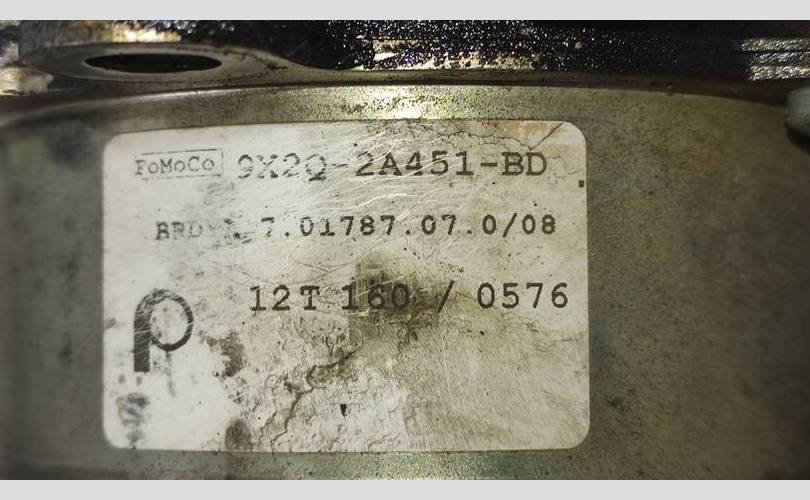 FoMoCo 9X2Q-2A451-BD
7.01787.07.0/08
12T 160 / 0576